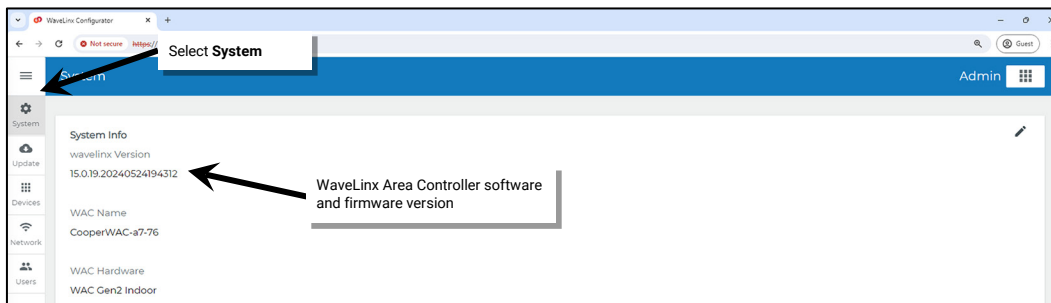 WaveLinx Configurator
Not secure https://
Guest
Select System
System
Admin
System
System Info
wavelinx Version
Update
15.0.19.20240524194312
Devices
WaveLinx Area Controller software
and firmware version
WAC Name
CooperWAC-a7-76
Network
WAC Hardware
Users
WAC Gen2 Indoor